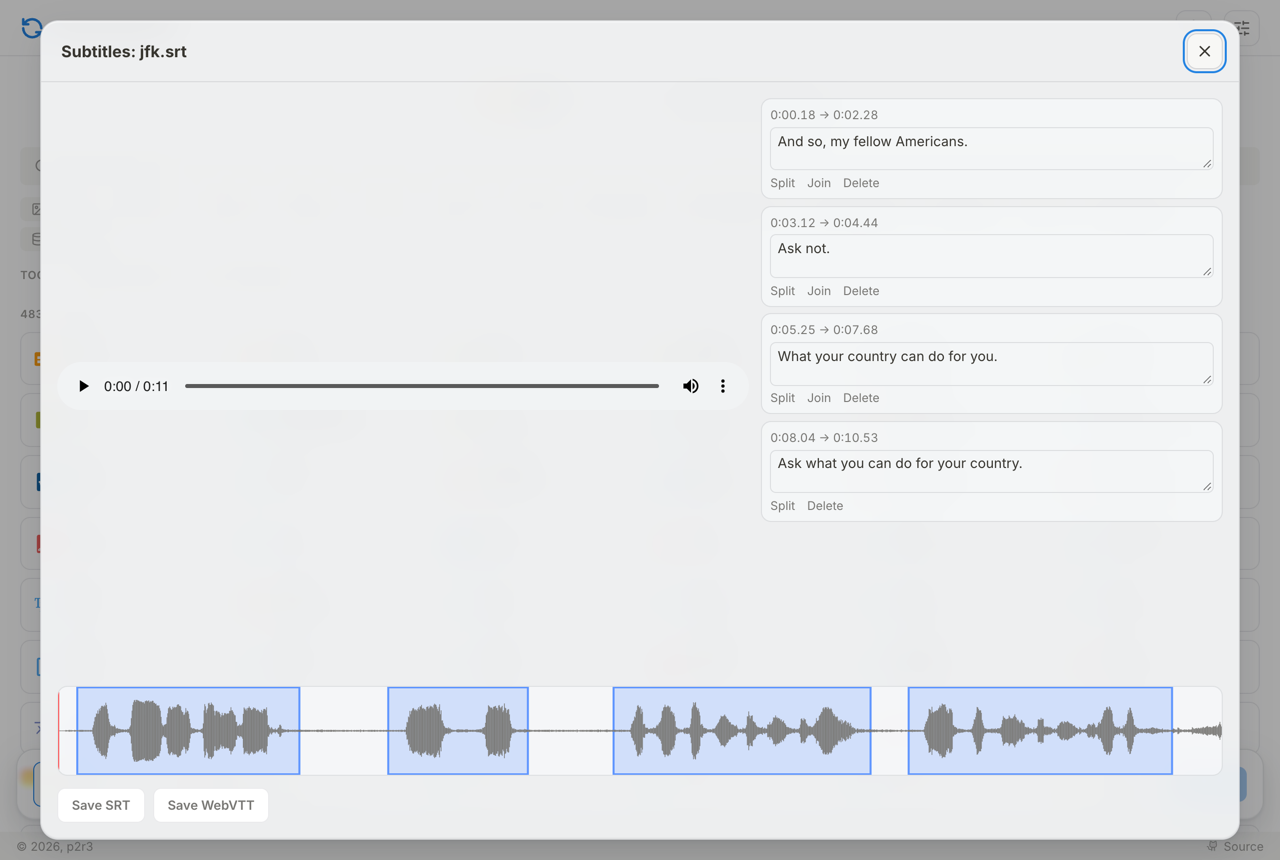 Subtitles: jfk.srt
0:00.18 → 0:02.28
And so, my fellow Americans.
Split Join Delete
0:03.12 → 0:04.44
Ask not.
Split Join Delete
0:05.25 → 0:07.68
What your country can do for you.
Split Join Delete
0:08.04 → 0:10.53
Ask what you can do for your country.
Split Delete
0:00 / 0:11
Save SRT Save WebVTT
483
© 2026, p2r3
Source